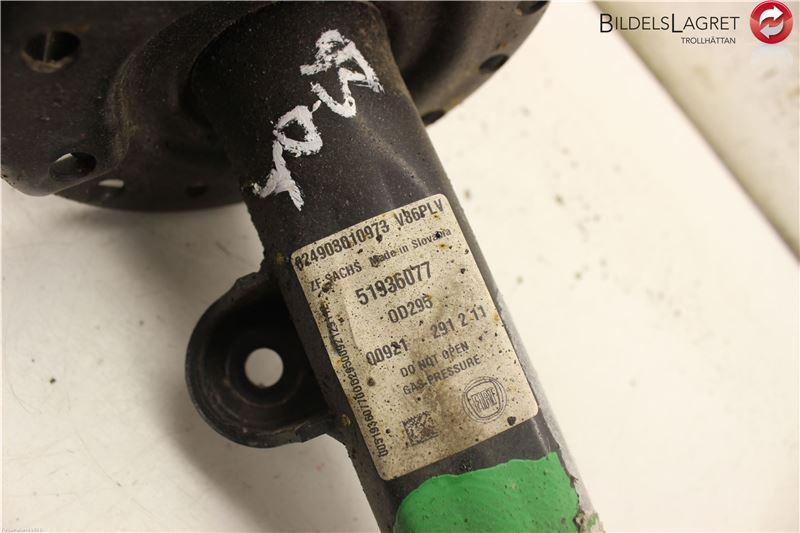 BILDELSLAGRET
TROLLHÄTTAN
824903010973 V36PLV
ZF-SACHS Made in Slovakia
51936077
0D295
00921 291 2 11
DO NOT OPEN
GAS-PRESSURE